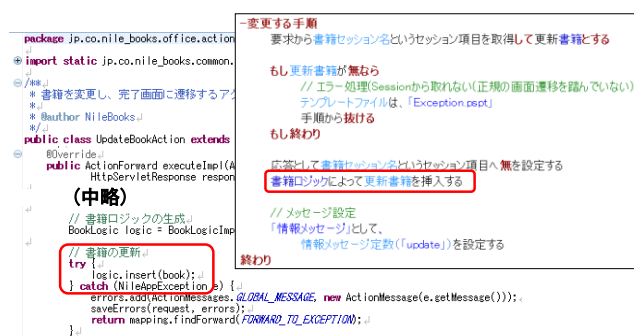 package jp.co.nile_books.office.action
import static jp.co.nile_books.common.
/**
* 書籍を変更し、完了画面に遷移するア
*
* @author NileBooks
*/
public class UpdateBookAction extends
@Override
public ActionForward executeImpl(A
HttpServletResponse respon
(中略)
// 書籍ロジックの生成
BookLogic logic = BookLogicImp
// 書籍の更新
try {
logic.insert(book);
} catch (NileAppException e) {
errors.add(ActionMessages.GLOBAL_MESSAGE, new ActionMessage(e.getMessage()));
saveErrors(request, errors);
return mapping.findForward(FORWARD_TO_EXCEPTION);
}
−変更する手順
要求から書籍セッション名というセッション項目を取得して更新書籍とする
もし更新書籍が無なら
// エラー処理(Sessionから取れない(正規の画面遷移を踏んでいない)
テンプレートファイルは、「Exception.pspt」
手順から抜ける
もし終わり
応答として書籍セッション名というセッション項目へ無を設定する
書籍ロジックによって更新書籍を挿入する
// メッセージ設定
「情報メッセージ」として、
情報メッセージ定数(「update」)を設定する
終わり